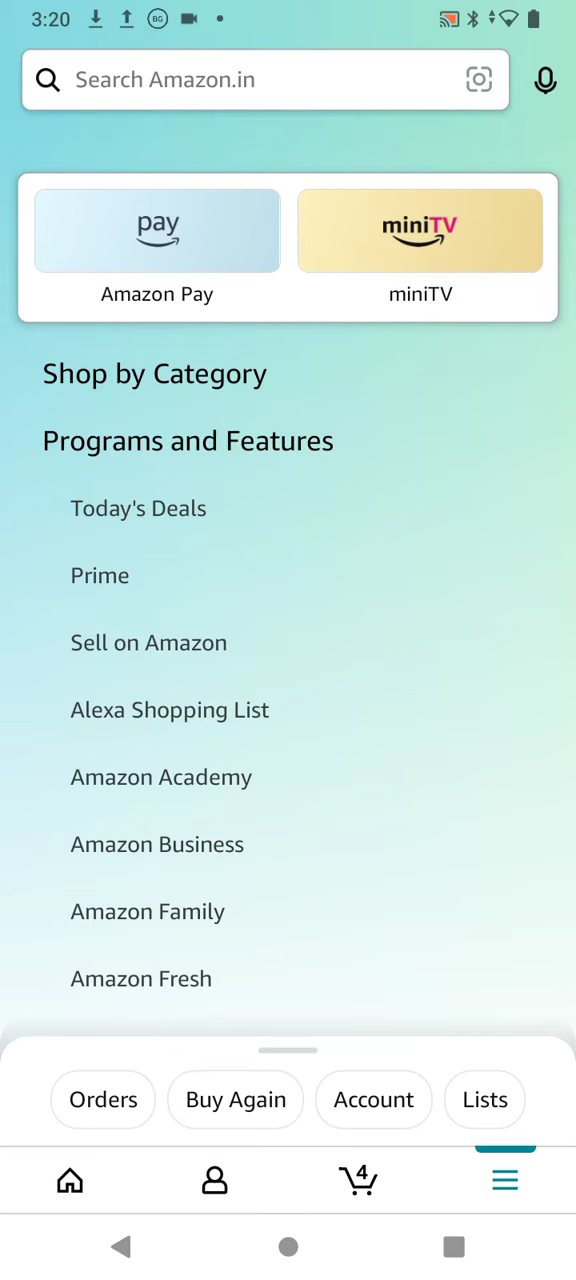 3:20 BG
Search Amazon.in
pay miniTV
Amazon Pay miniTV
Shop by Category
Programs and Features
Today's Deals
Prime
Sell on Amazon
Alexa Shopping List
Amazon Academy
Amazon Business
Amazon Family
Amazon Fresh
Orders Buy Again Account Lists
4